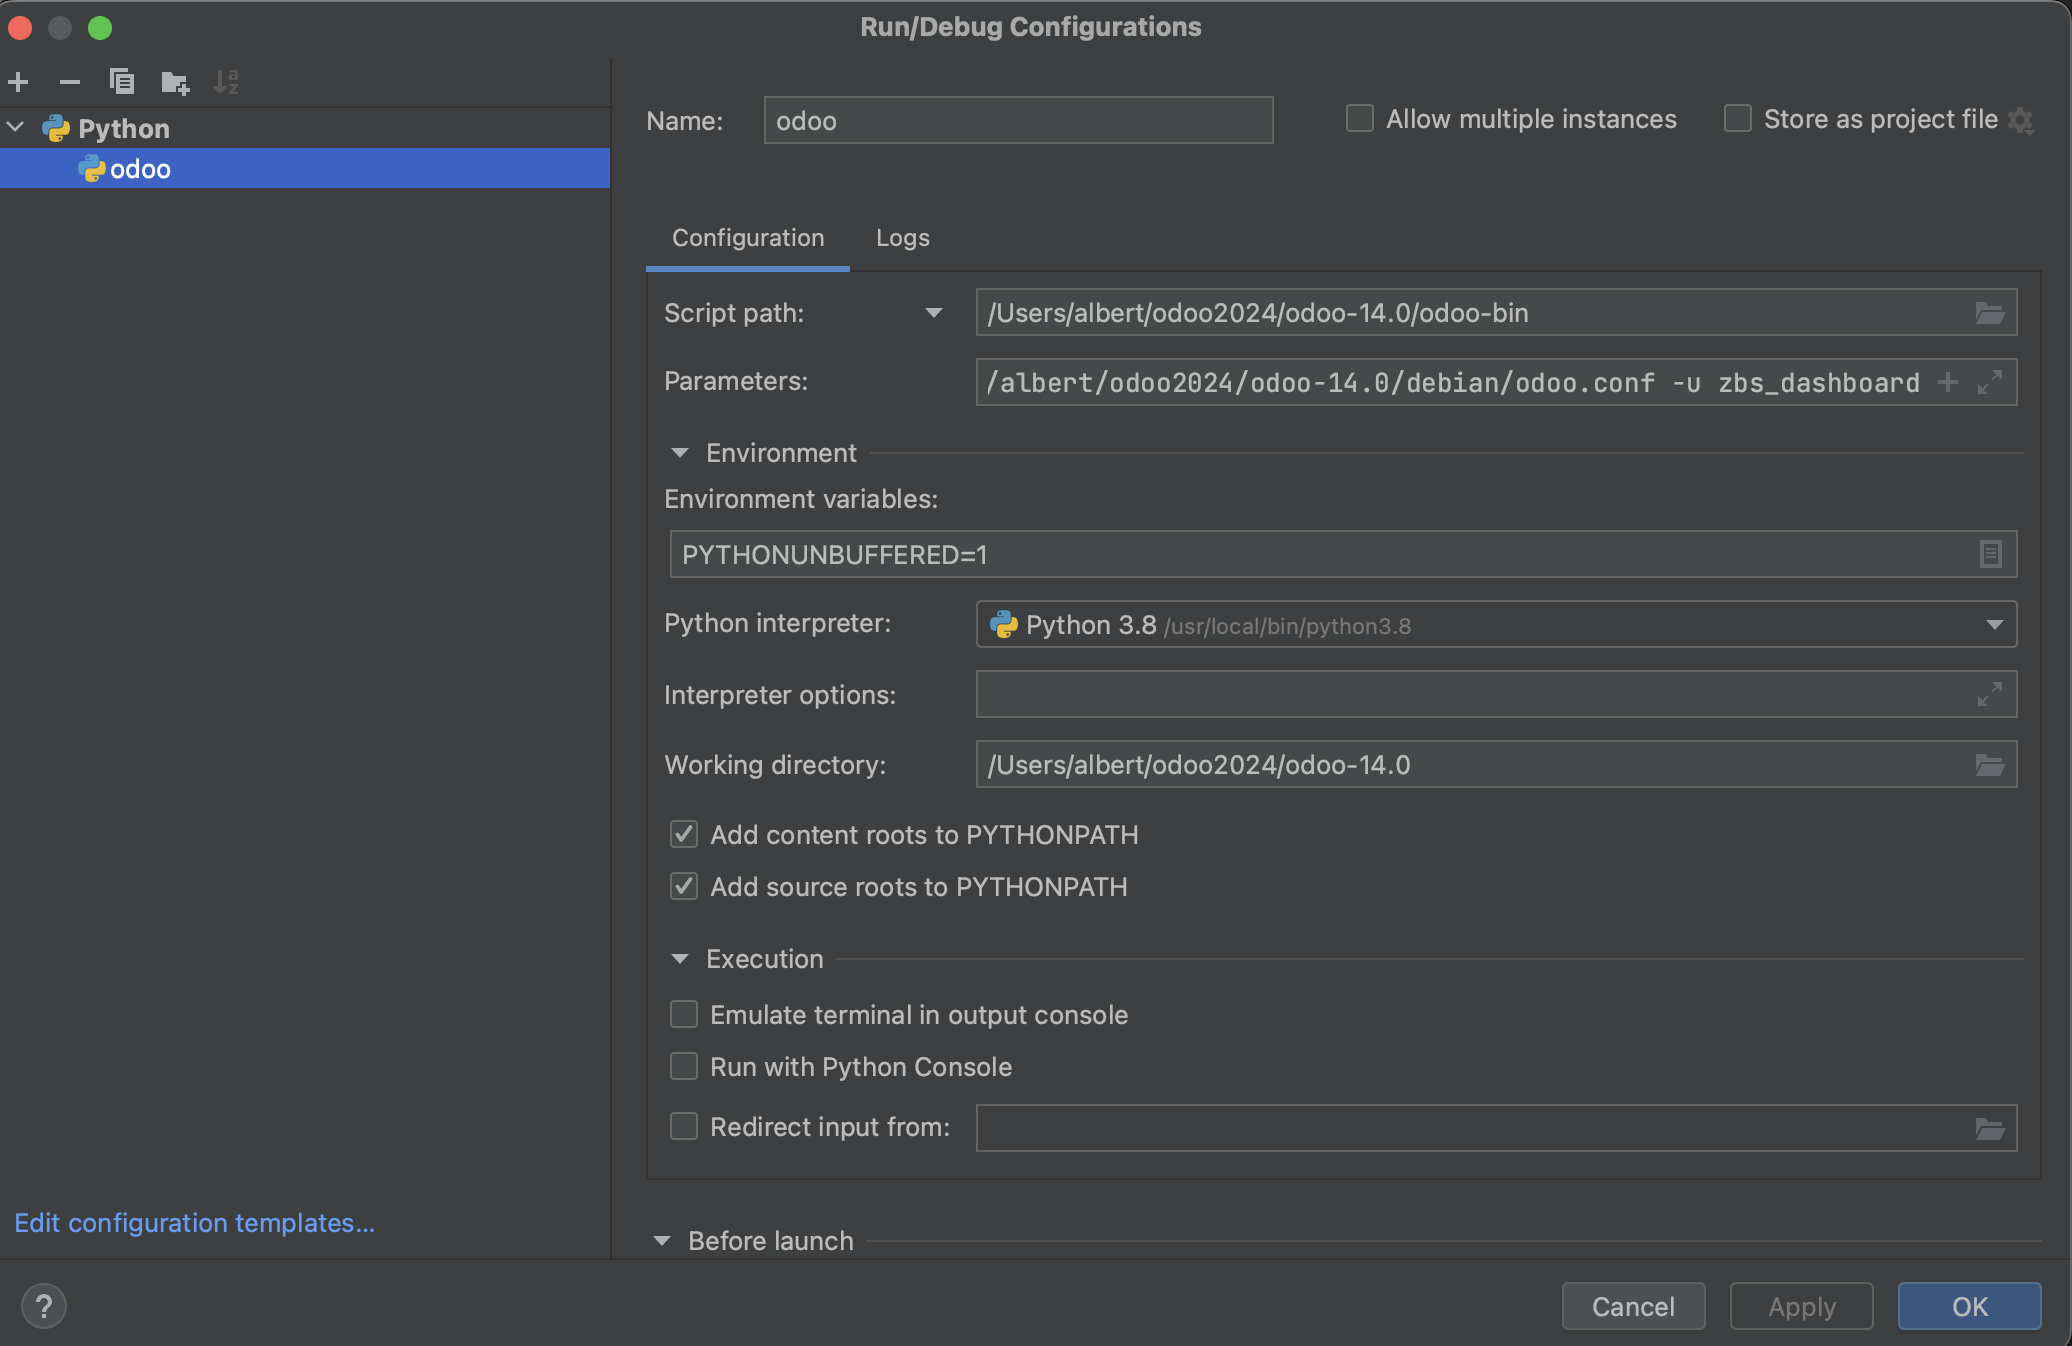 Run/Debug Configurations
Python
odoo
Name:
odoo
Allow multiple instances
Store as project file
Configuration
Logs
Script path:
/Users/albert/odoo2024/odoo-14.0/odoo-bin
Parameters:
/albert/odoo2024/odoo-14.0/debian/odoo.conf -u zbs_dashboard
Environment
Environment variables:
PYTHONUNBUFFERED=1
Python interpreter:
Python 3.8 /usr/local/bin/python3.8
Interpreter options:
Working directory:
/Users/albert/odoo2024/odoo-14.0
Add content roots to PYTHONPATH
Add source roots to PYTHONPATH
Execution
Emulate terminal in output console
Run with Python Console
Redirect input from:
Edit configuration templates...
Before launch
?
Cancel
Apply
OK